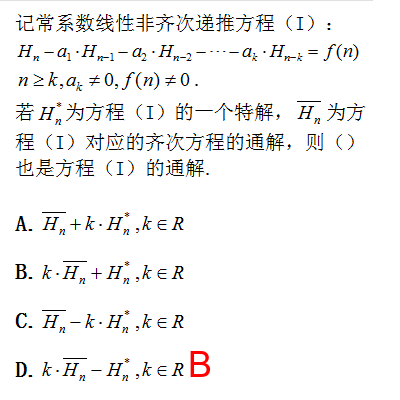 记常系数线性非齐次递推方程（I）：
$H_n - a_1 \cdot H_{n-1} - a_2 \cdot H_{n-2} - \cdots - a_k \cdot H_{n-k} = f(n)$
$n \geq k, a_k \neq 0, f(n) \neq 0$ .
若 $H_n^*$ 为方程（I）的一个特解， $\overline{H_n}$ 为方
程（I）对应的齐次方程的通解，则（）
也是方程（I）的通解.
A. $\overline{H_n} + k \cdot H_n^*, k \in R$
B. $k \cdot \overline{H_n} + H_n^*, k \in R$
C. $\overline{H_n} - k \cdot H_n^*, k \in R$
D. $k \cdot \overline{H_n} - H_n^*, k \in R$ B